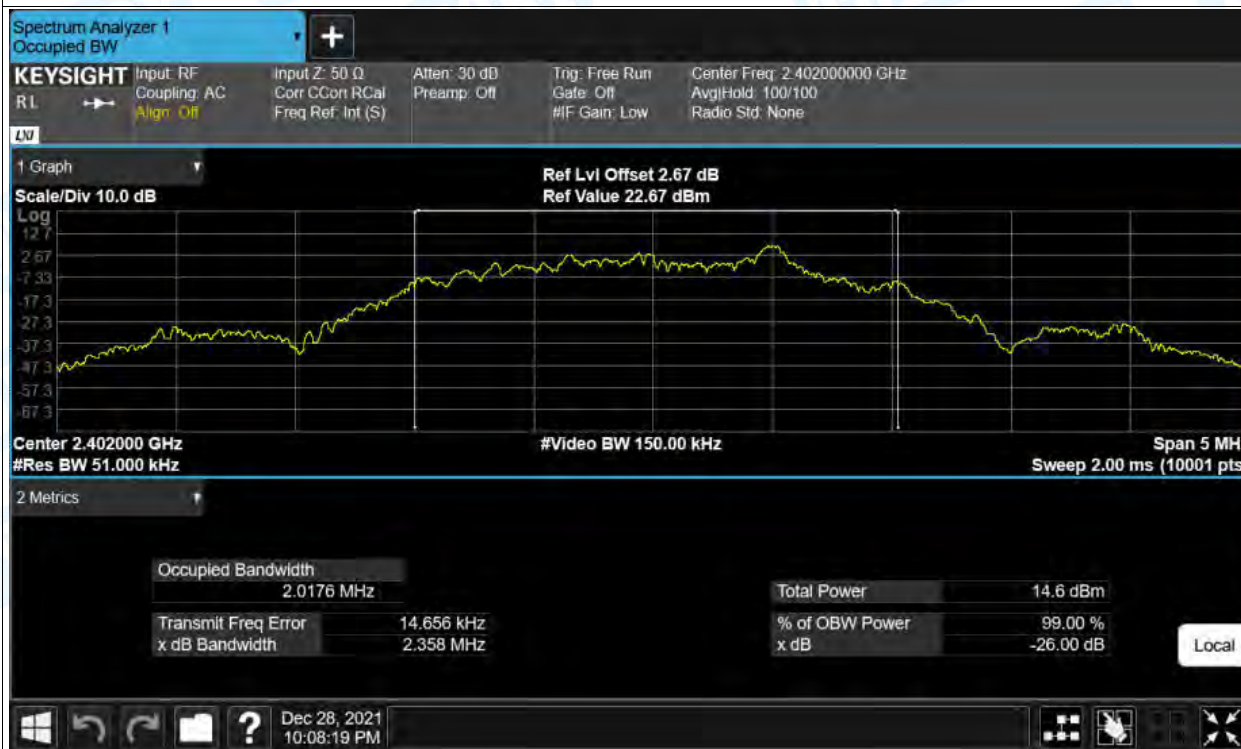 Spectrum Analyzer 1
Occupied BW
+
KEYSIGHT Input: RF Input Z: 50 Ω Atten: 30 dB Trig: Free Run Center Freq: 2.402000000 GHz
RL Coupling: AC Corr CCorr RCal Preamp: Off Gate: Off Avg|Hold: 100/100
Align: Off Freq Ref: Int (S) #IF Gain: Low Radio Std: None
LXI
1 Graph
Ref Lvl Offset 2.67 dB
Scale/Div 10.0 dB Ref Value 22.67 dBm
Log
12.7
2.67
-7.33
-17.3
-27.3
-37.3
-47.3
-57.3
-67.3
Center 2.402000 GHz #Video BW 150.00 kHz Span 5 MH
#Res BW 51.000 kHz Sweep 2.00 ms (10001 pts
2 Metrics
Occupied Bandwidth
2.0176 MHz Total Power 14.6 dBm
Transmit Freq Error 14.656 kHz % of OBW Power 99.00 %
x dB Bandwidth 2.358 MHz x dB -26.00 dB
Local
? Dec 28, 2021
10:08:19 PM